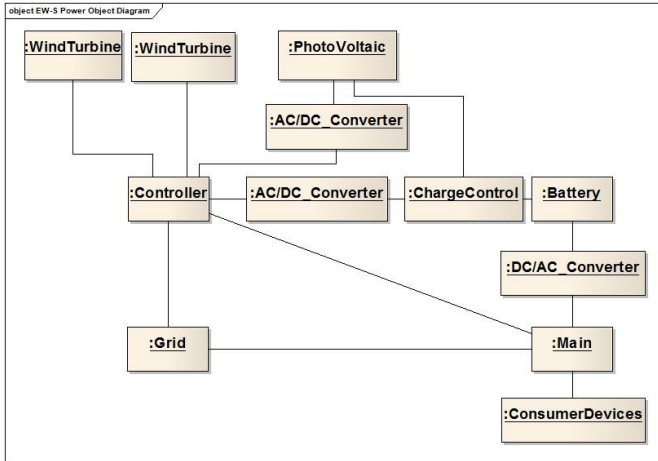 object EW-S Power Object Diagram
:WindTurbine
:WindTurbine
:PhotoVoltaic
:AC/DC_Converter
:Controller
:AC/DC_Converter
:ChargeControl
:Battery
:DC/AC_Converter
:Grid
:Main
:ConsumerDevices